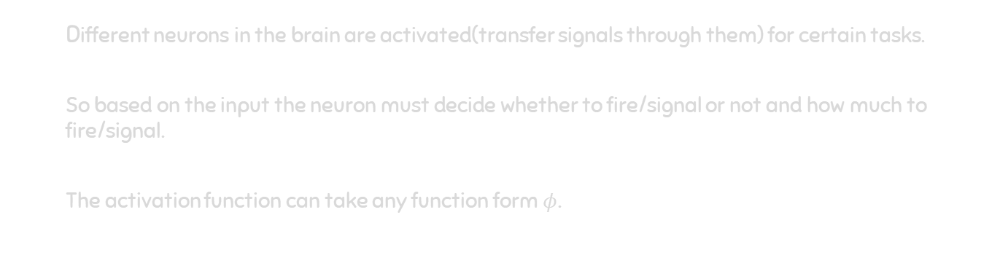 Different neurons in the brain are activated(transfer signals through them) for certain tasks.
So based on the input the neuron must decide whether to fire/signal or not and how much to
fire/signal.
The activation function can take any function form ϕ.